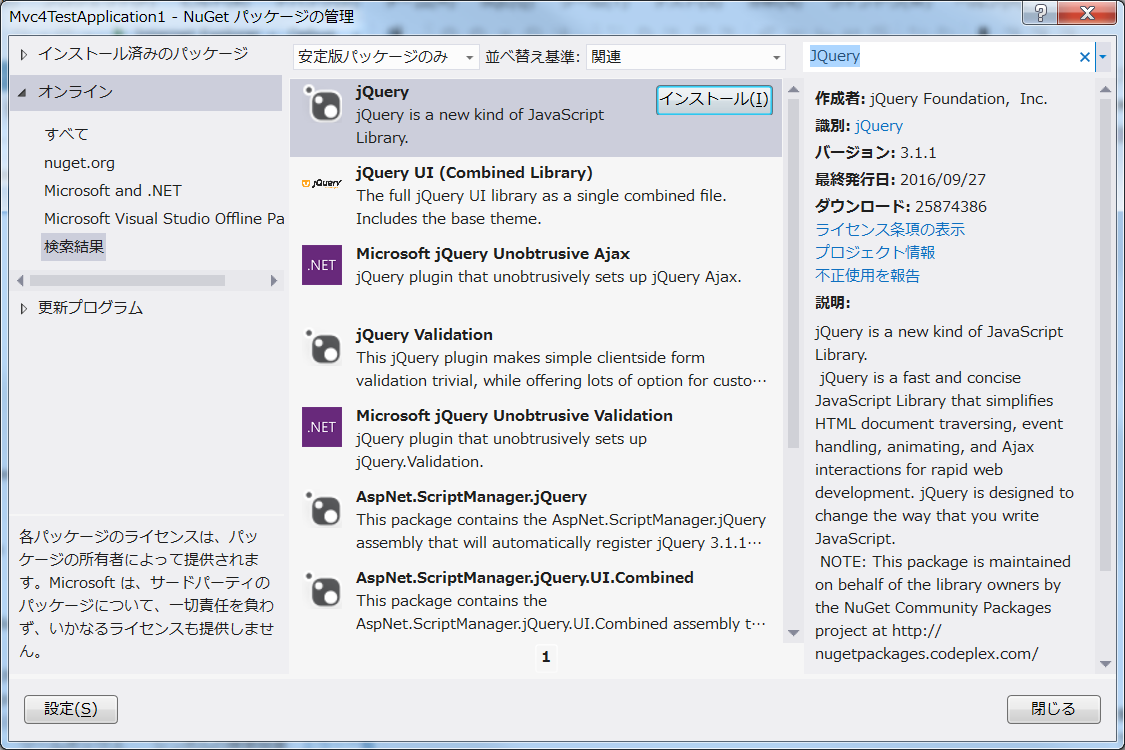 Mvc4TestApplication1 - NuGet パッケージの管理
インストール済みのパッケージ
オンライン
すべて
nuget.org
Microsoft and .NET
Microsoft Visual Studio Offline Pa
検索結果
更新プログラム
各パッケージのライセンスは、パッ
ケージの所有者によって提供されま
す。Microsoft は、サードパーティの
パッケージについて、一切責任を負わ
ず、いかなるライセンスも提供しませ
ん。
設定(S)
安定版パッケージのみ
並べ替え基準:
関連
jQuery
インストール(I)
jQuery is a new kind of JavaScript
Library.
jQuery
jQuery UI (Combined Library)
The full jQuery UI library as a single combined file.
Includes the base theme.
.NET
Microsoft jQuery Unobtrusive Ajax
jQuery plugin that unobtrusively sets up jQuery Ajax.
jQuery Validation
This jQuery plugin makes simple clientside form
validation trivial, while offering lots of option for custo…
.NET
Microsoft jQuery Unobtrusive Validation
jQuery plugin that unobtrusively sets up
jQuery.Validation.
AspNet.ScriptManager.jQuery
This package contains the AspNet.ScriptManager.jQuery
assembly that will automatically register jQuery 3.1.1…
AspNet.ScriptManager.jQuery.UI.Combined
This package contains the
AspNet.ScriptManager.jQuery.UI.Combined assembly t…
1
JQuery
作成者: jQuery Foundation, Inc.
識別: jQuery
バージョン: 3.1.1
最終発行日: 2016/09/27
ダウンロード: 25874386
ライセンス条項の表示
プロジェクト情報
不正使用を報告
説明:
jQuery is a new kind of JavaScript
Library.
jQuery is a fast and concise
JavaScript Library that simplifies
HTML document traversing, event
handling, animating, and Ajax
interactions for rapid web
development. jQuery is designed to
change the way that you write
JavaScript.
NOTE: This package is maintained
on behalf of the library owners by
the NuGet Community Packages
project at http://
nugetpackages.codeplex.com/
閉じる